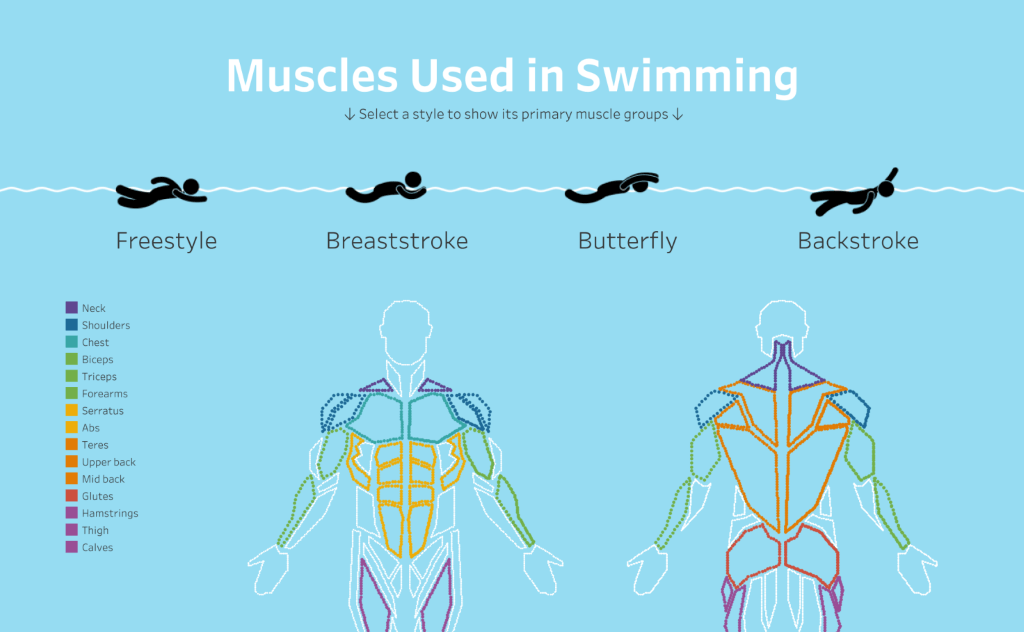 Muscles Used in Swimming
↓ Select a style to show its primary muscle groups ↓
Freestyle
Breaststroke
Butterfly
Backstroke
Neck
Shoulders
Chest
Biceps
Triceps
Forearms
Serratus
Abs
Teres
Upper back
Mid back
Glutes
Hamstrings
Thigh
Calves